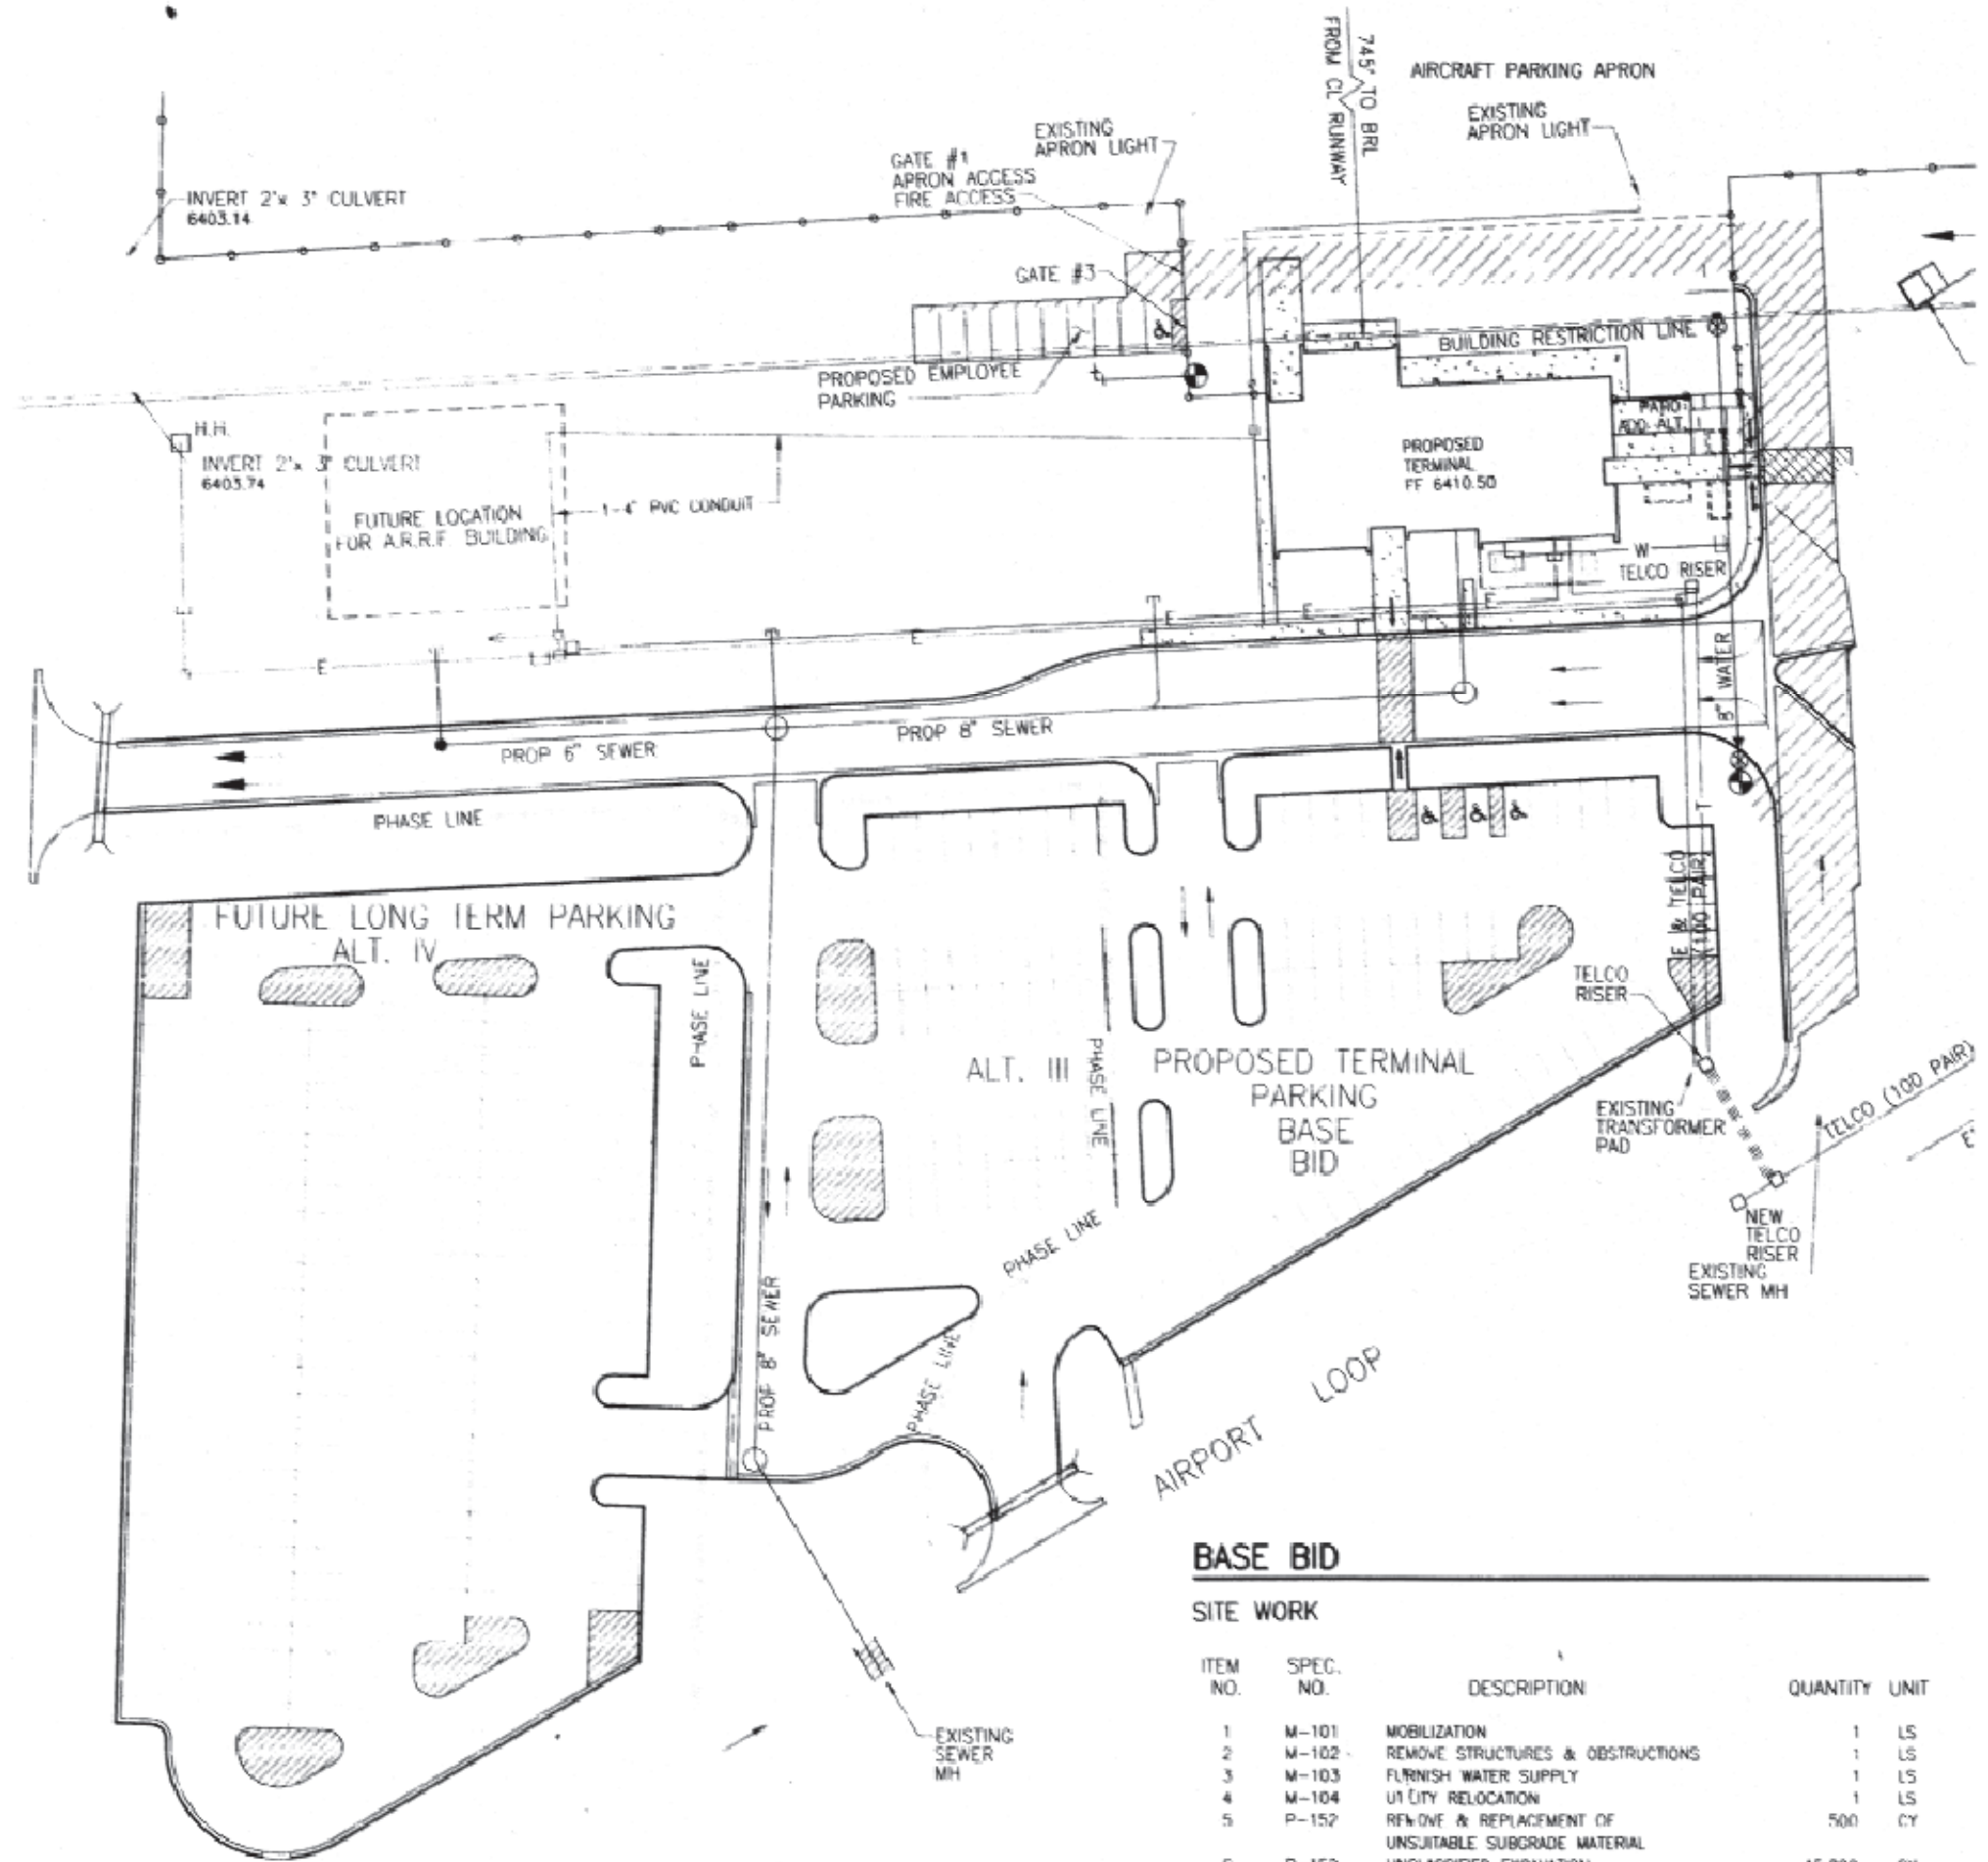 745' TO BRL
FROM CL RUNWAY
AIRCRAFT PARKING APRON
EXISTING
APRON LIGHT
EXISTING
APRON LIGHT
GATE #1
APRON ACCESS
FIRE ACCESS
INVERT 2'x 3' CULVERT
6403.14
GATE #3
BUILDING RESTRICTION LINE
PROPOSED EMPLOYEE
PARKING
H.H.
INVERT 2'x 3' CULVERT
6403.74
PATIO
ADD. ALT.
PROPOSED
TERMINAL
FF 6410.50
1-4" PVC CONDUIT
FUTURE LOCATION
FOR A.R.R.F. BUILDING
W
TELCO RISER
E
E
E
E
E
8" WATER
PROP 8" SEWER
PROP 6" SEWER
PHASE LINE
T
E & TELCO
(100 PAIR)
FUTURE LONG TERM PARKING
ALT. IV
PHASE LINE
TELCO
RISER
ALT. III
PHASE LINE
PROPOSED TERMINAL
PARKING
BASE
BID
EXISTING
TRANSFORMER
PAD
TELCO (100 PAIR)
E
NEW
TELCO
RISER
EXISTING
SEWER MH
PHASE LINE
PROP 8" SEWER
PHASE LINE
AIRPORT LOOP
EXISTING
SEWER
MH
BASE BID
SITE WORK
ITEM NO. SPEC. NO. DESCRIPTION QUANTITY UNIT
1 M-101 MOBILIZATION 1 LS
2 M-102 REMOVE STRUCTURES & OBSTRUCTIONS 1 LS
3 M-103 FURNISH WATER SUPPLY 1 LS
4 M-104 UTILITY RELOCATION 1 LS
5 P-152 REMOVE & REPLACEMENT OF 500 CY
UNSUITABLE SUBGRADE MATERIAL